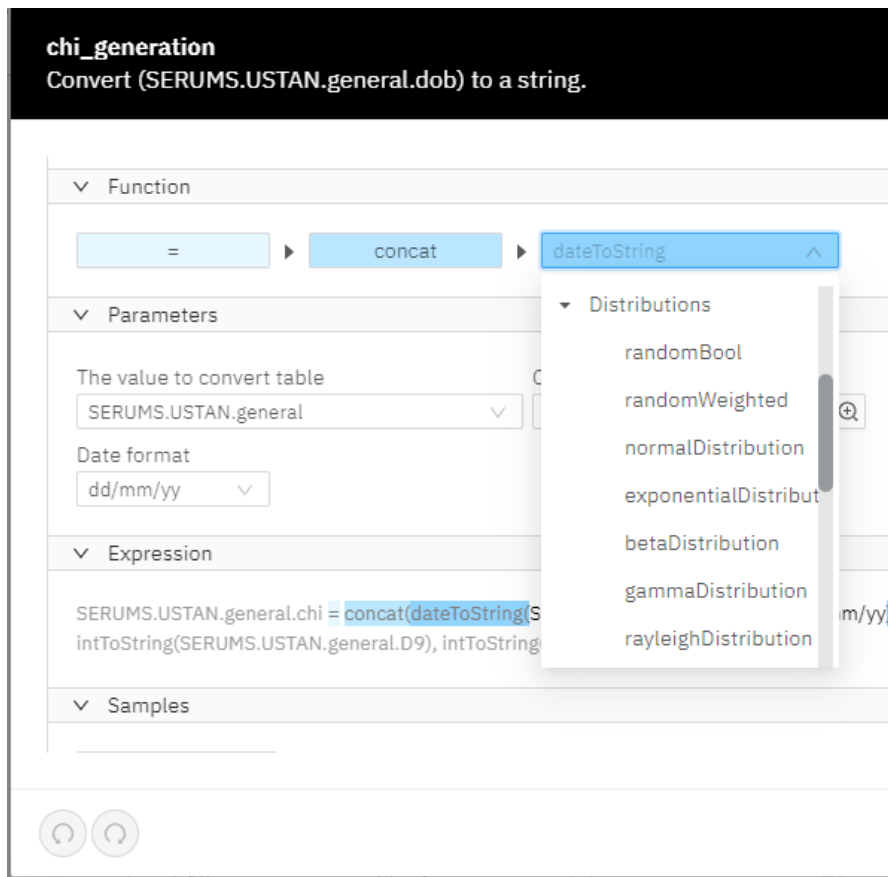 chi_generation
Convert (SERUMS.USTAN.general.dob) to a string.
Function
= concat dateToString
Distributions
randomBool
randomWeighted
normalDistribution
exponentialDistribut
betaDistribution
gammaDistribution
rayleighDistribution
Parameters
The value to convert table
SERUMS.USTAN.general
Date format
dd/mm/yy
Expression
SERUMS.USTAN.general.chi = concat(dateToString(S m/yy)
intToString(SERUMS.USTAN.general.D9), intToString(
Samples